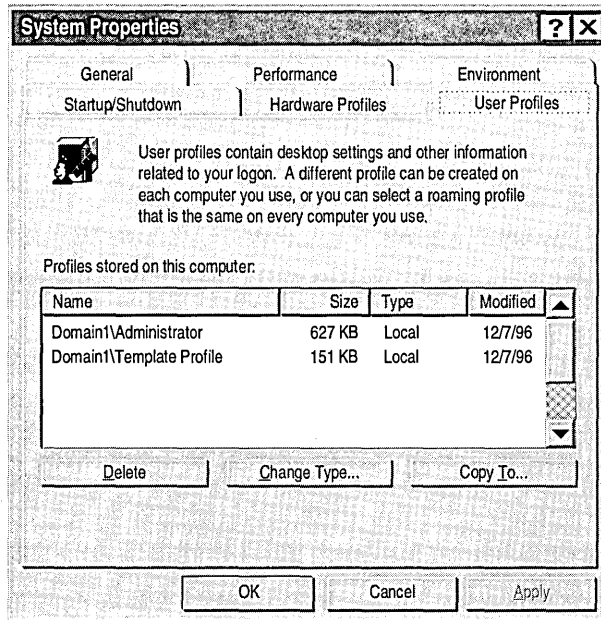 System Properties ? X
General Performance Environment
Startup/Shutdown Hardware Profiles User Profiles
User profiles contain desktop settings and other information
related to your logon. A different profile can be created on
each computer you use, or you can select a roaming profile
that is the same on every computer you use.
Profiles stored on this computer:
Name Size Type Modified
Domain1\Administrator 627 KB Local 12/7/96
Domain1\Template Profile 151 KB Local 12/7/96
Delete Change Type... Copy To...
OK Cancel Apply